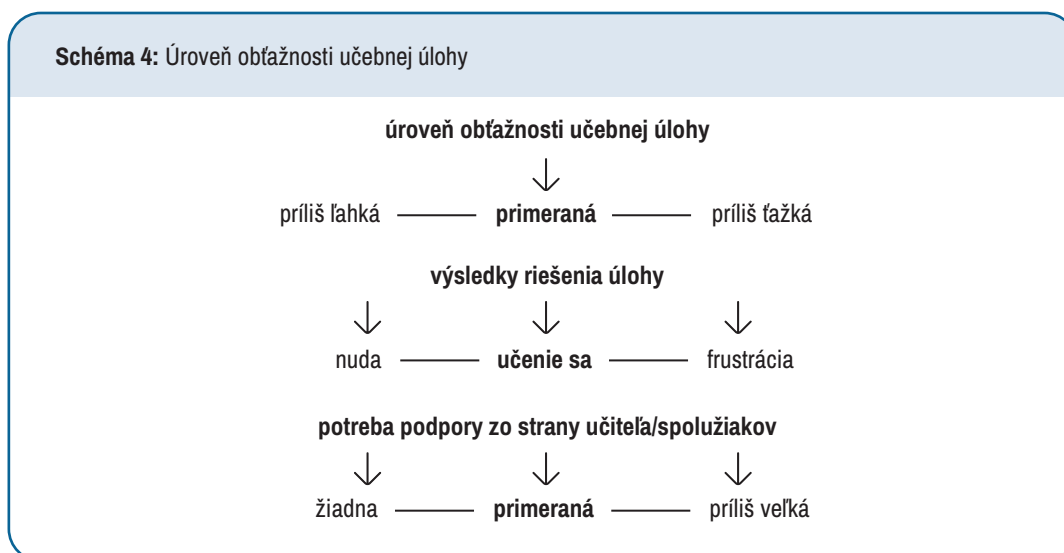 Schéma 4: Úroveň obťažnosti učebnej úlohy
úroveň obťažnosti učebnej úlohy
príliš ľahká primeraná príliš ťažká
výsledky riešenia úlohy
nuda učenie sa frustrácia
potreba podpory zo strany učiteľa/spolužiakov
žiadna primeraná príliš veľká